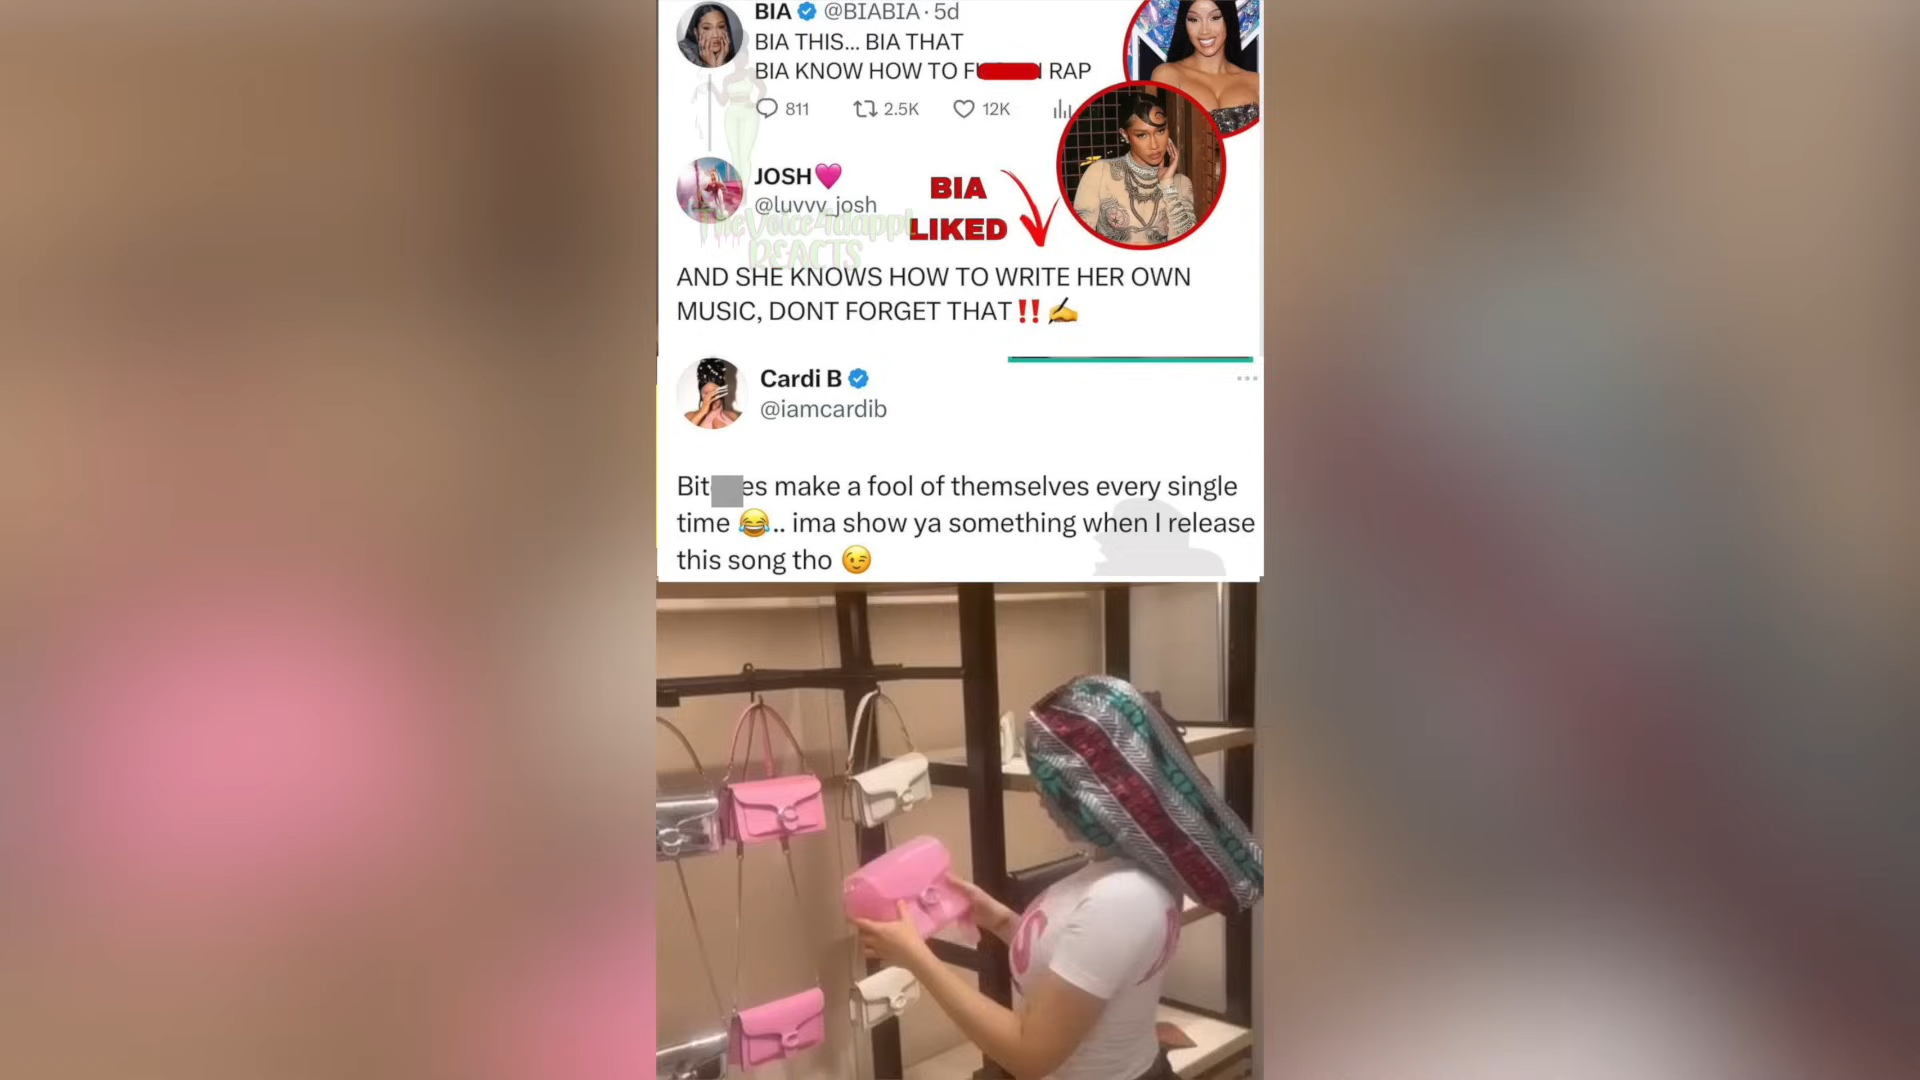 BIA @BIABIA · 5d
BIA THIS... BIA THAT
BIA KNOW HOW TO F RAP
811 2.5K 12K
JOSH🩷
@luvvv_josh
BIA
LIKED
TheVoice4dappl
REACTS
AND SHE KNOWS HOW TO WRITE HER OWN
MUSIC, DONT FORGET THAT‼️✍️
Cardi B
@iamcardib
Bit es make a fool of themselves every single
time 😂.. ima show ya something when I release
this song tho 😉